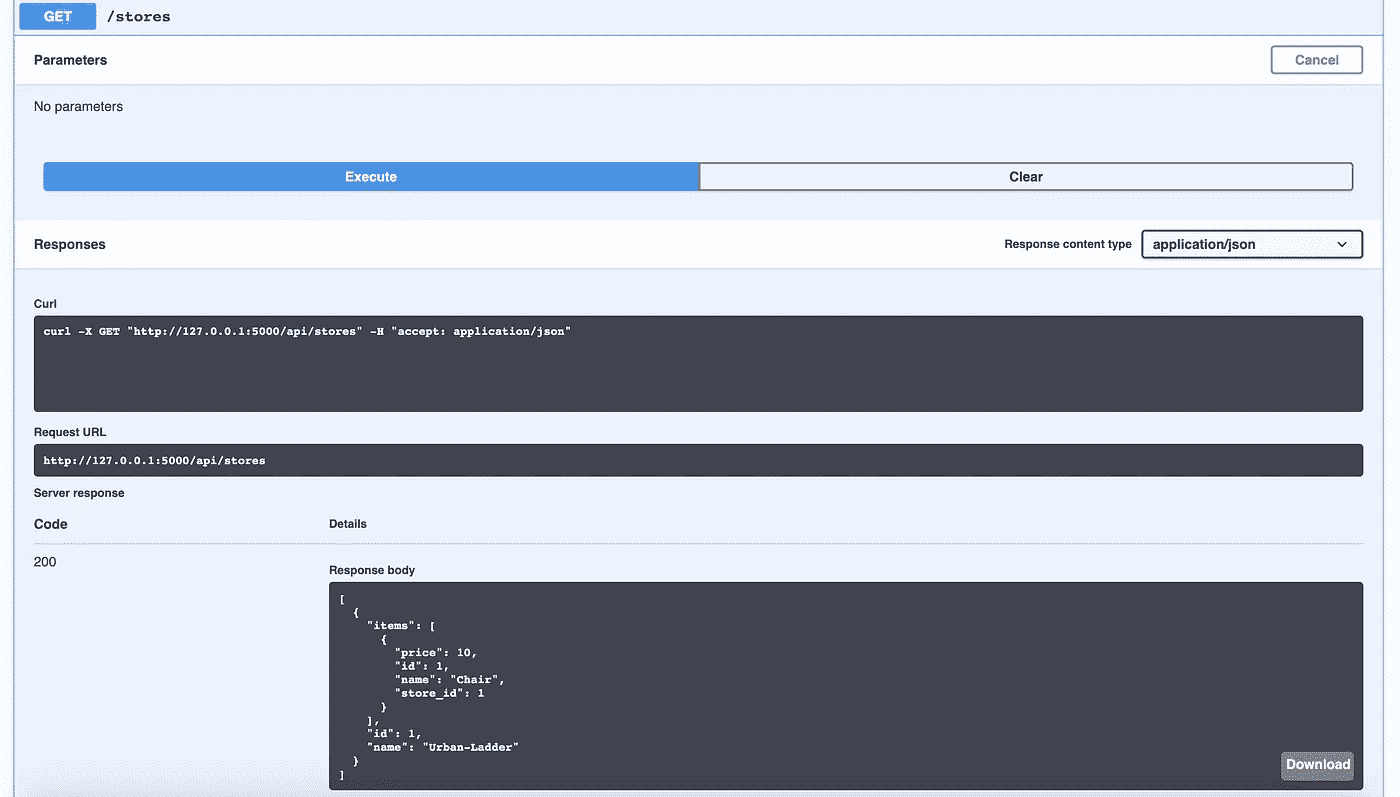 GET /stores
Parameters
Cancel
No parameters
Execute
Clear
Responses
Response content type
application/json
Curl
curl -X GET "http://127.0.0.1:5000/api/stores" -H "accept: application/json"
Request URL
http://127.0.0.1:5000/api/stores
Server response
Code
Details
200
Response body
[
  {
    "items": [
      {
        "price": 10,
        "id": 1,
        "name": "Chair",
        "store_id": 1
      }
    ],
    "id": 1,
    "name": "Urban-Ladder"
  }
]
Download